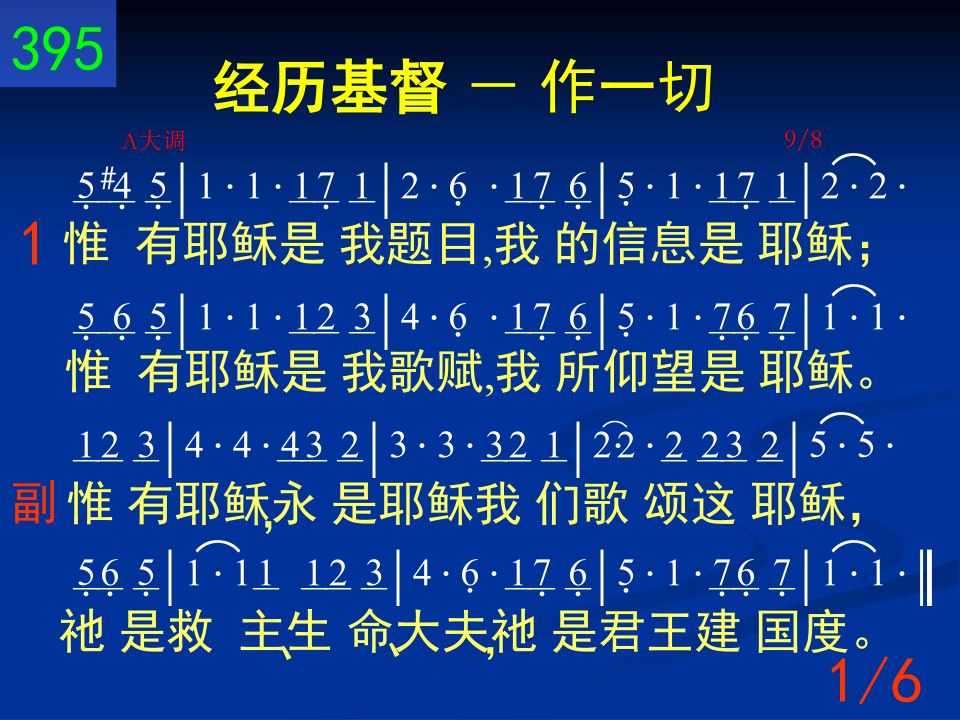 395
经历基督 － 作一切
A大调 9/8
5 #4 5 | 1 · 1 · 1 7 1 | 2 · 6 · 1 7 6 | 5 · 1 · 1 7 1 | 2 · 2 ·
1 惟 有耶稣是 我题目,我 的信息是 耶稣；
5 6 5 | 1 · 1 · 1 2 3 | 4 · 6 · 1 7 6 | 5 · 1 · 7 6 7 | 1 · 1 ·
惟 有耶稣是 我歌赋,我 所仰望是 耶稣。
1 2 3 | 4 · 4 · 4 3 2 | 3 · 3 · 3 2 1 | 2 2 · 2 2 3 2 | 5 · 5 ·
副 惟 有耶稣,永 是耶稣我 们歌 颂这 耶稣，
5 6 5 | 1 · 1 1 1 2 3 | 4 · 6 · 1 7 6 | 5 · 1 · 7 6 7 | 1 · 1 · ‖
祂 是救 主、生 命、大夫,祂 是君王建 国度。
1/6